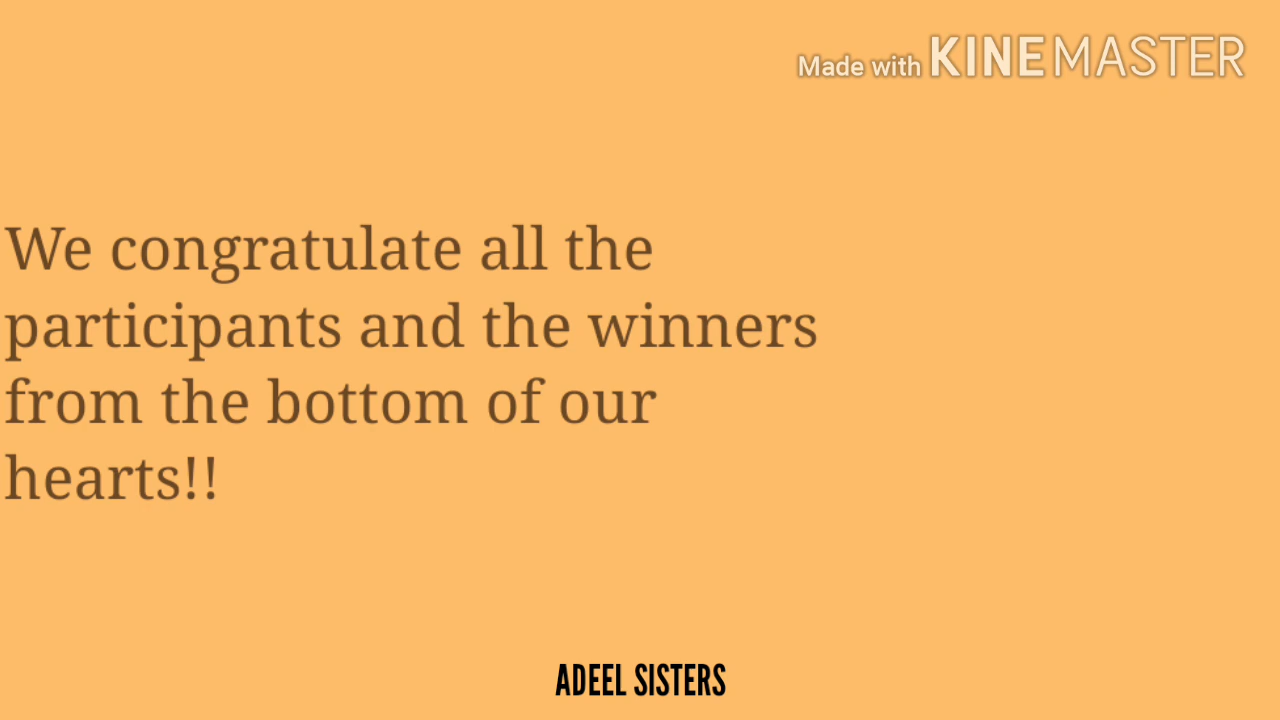 Made with KINEMASTER
We congratulate all the
participants and the winners
from the bottom of our
hearts!!
ADEEL SISTERS